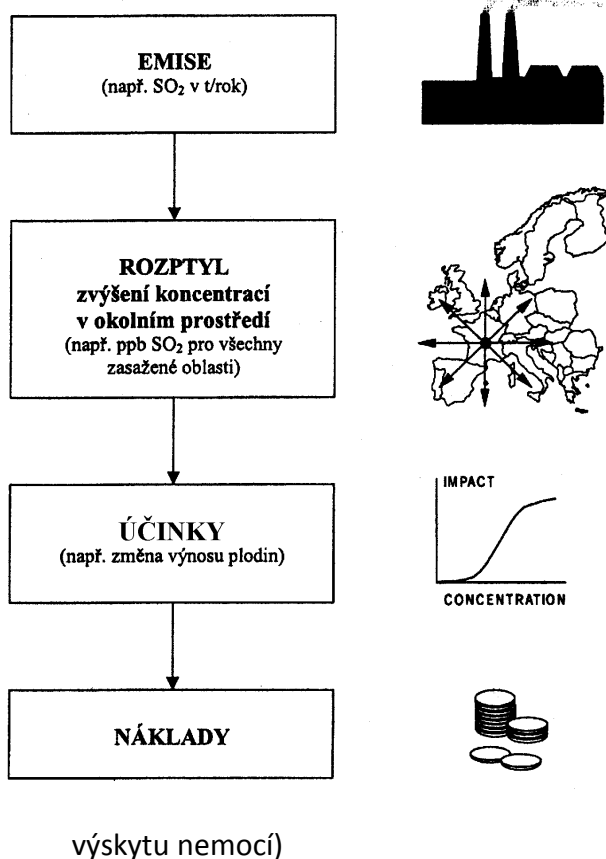 EMISE
(např. SO₂ v t/rok)
ROZPTYL
zvýšení koncentrací
v okolním prostředí
(např. ppb SO₂ pro všechny
zasažené oblasti)
ÚČINKY
(např. změna výnosu plodin)
IMPACT
CONCENTRATION
NÁKLADY
výskytu nemocí)